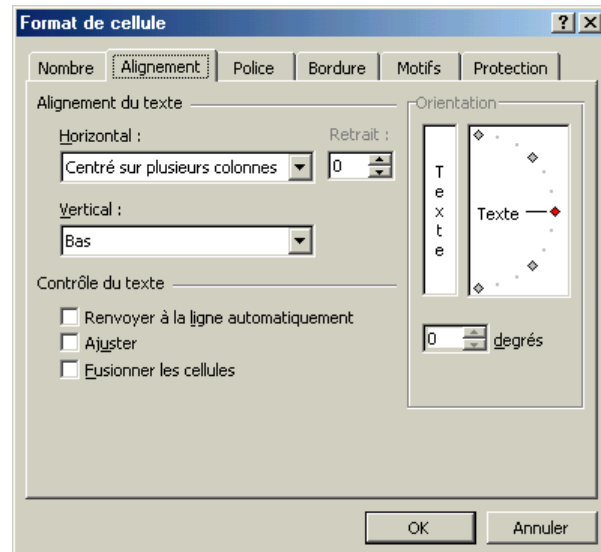 Format de cellule
Nombre Alignement Police Bordure Motifs Protection
Alignement du texte
Horizontal :
Retrait :
Centré sur plusieurs colonnes
0
Vertical :
Bas
Contrôle du texte
Renvoyer à la ligne automatiquement
Ajuster
Fusionner les cellules
Orientation
T
e
x
t
e
Texte
0 degrés
OK
Annuler